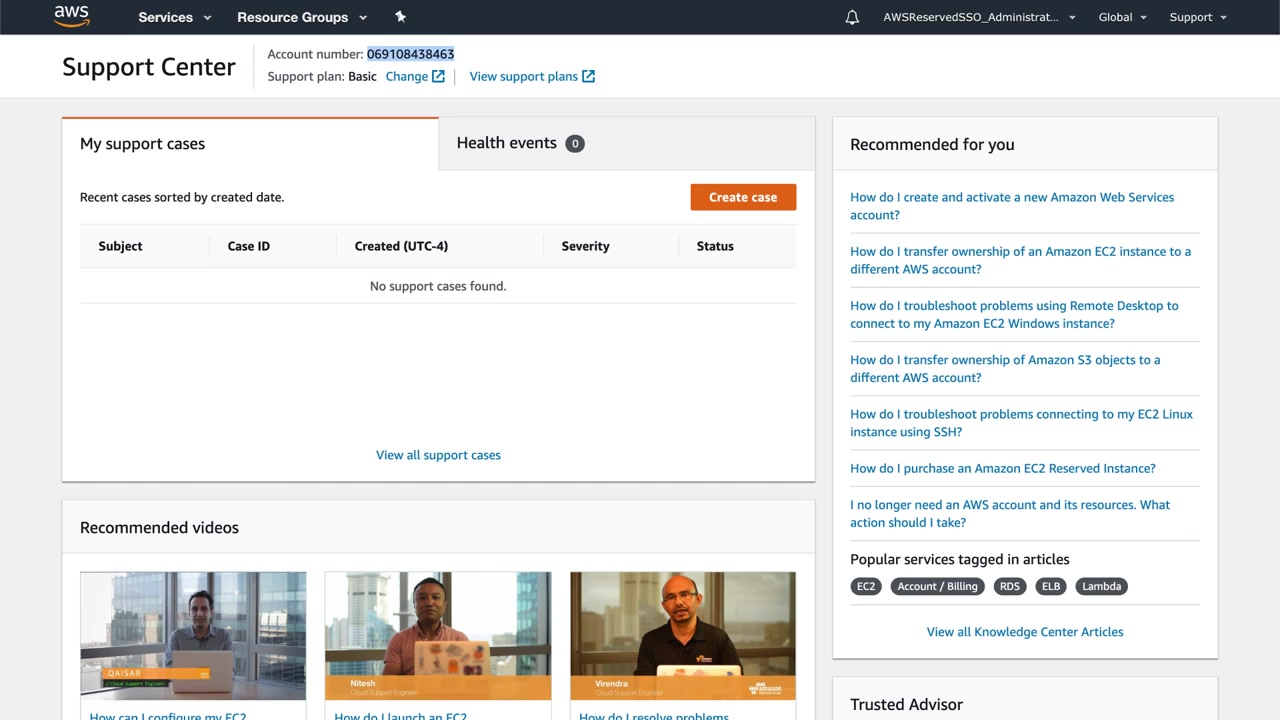 aws
Services
Resource Groups
AWSReservedSSO_Administrat...
Global
Support
Support Center
Account number: 069108438463
Support plan: Basic Change
View support plans
My support cases
Health events 0
Recent cases sorted by created date.
Create case
Subject
Case ID
Created (UTC-4)
Severity
Status
No support cases found.
View all support cases
Recommended videos
QAISAR
Cloud Support Engineer
Nitesh
Cloud Support Engineer
Virendra
Cloud Support Engineer
How can I configure my EC2
How do I launch an EC2
How do I resolve problems
Recommended for you
How do I create and activate a new Amazon Web Services
account?
How do I transfer ownership of an Amazon EC2 instance to a
different AWS account?
How do I troubleshoot problems using Remote Desktop to
connect to my Amazon EC2 Windows instance?
How do I transfer ownership of Amazon S3 objects to a
different AWS account?
How do I troubleshoot problems connecting to my EC2 Linux
instance using SSH?
How do I purchase an Amazon EC2 Reserved Instance?
I no longer need an AWS account and its resources. What
action should I take?
Popular services tagged in articles
EC2
Account / Billing
RDS
ELB
Lambda
View all Knowledge Center Articles
Trusted Advisor